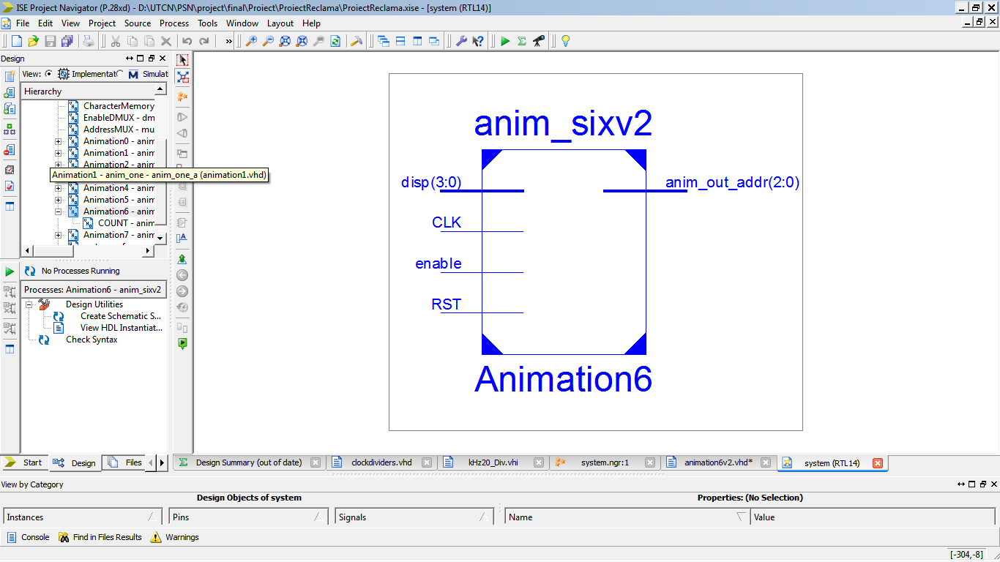 ISE Project Navigator (P.28xd) - D:\UTCN\PSN\project\final\Proiect\ProiectReclama\ProiectReclama.xise - [system (RTL14)]
File Edit View Project Source Process Tools Window Layout Help
Design
View: Implementat Simulat
Hierarchy
CharacterMemory
EnableDMUX - dm
AddressMUX - mu
Animation0 - anim
Animation1 - anim
Animation2 - anim
Animation1 - anim_one - anim_one_a (animation1.vhd)
Animation4 - anim
Animation5 - anim
Animation6 - anim
COUNT - anim
Animation7 - anim
No Processes Running
Processes: Animation6 - anim_sixv2
Design Utilities
Create Schematic S...
View HDL Instantiat...
Check Syntax
Start Design Files
anim_sixv2
disp(3:0)
anim_out_addr(2:0)
CLK
enable
RST
Animation6
Design Summary (out of date) clockdividers.vhd kHz20_Div.vhi system.ngr:1 animation6v2.vhd* system (RTL14)
View by Category
Design Objects of system Properties: (No Selection)
Instances Pins Signals Name Value
Console Find in Files Results Warnings
[-304,-8]